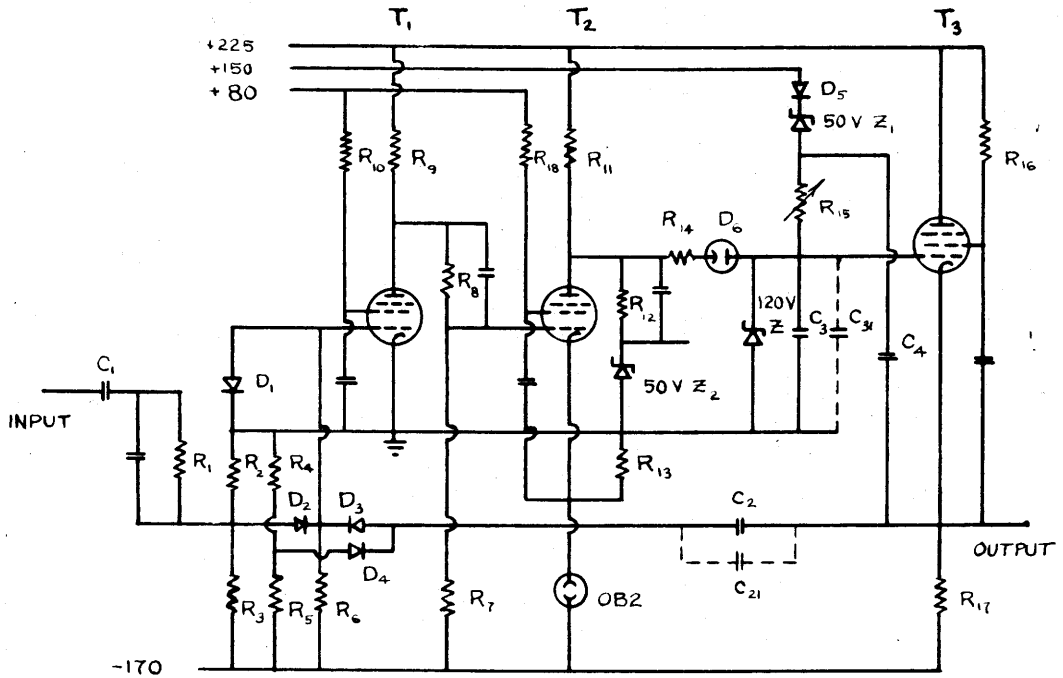 T₁ T₂ T₃
+225
+150
+80
D₅
50 V Z₁
R₁₀ R₉ R₁₈ R₁₁ R₁₆
R₁₅
R₁₄ D₆
R₈
R₁₂ 120V Z C₃ C₃₁
C₄
C₁ D₁ 50 V Z₂
INPUT
R₁ R₂ R₄ R₁₃
D₂ D₃ C₂
D₄ OUTPUT
C₂₁
R₃ R₅ R₆ R₇ OB2 R₁₇
-170